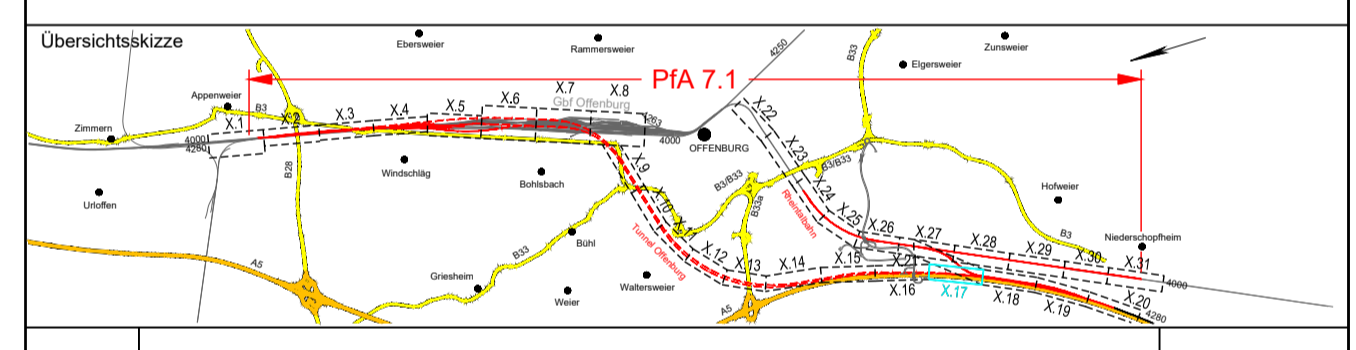 Übersichtsskizze
Ebersweier
Rammersweier
4250
B33
Zunsweier
Elgersweier
PfA 7.1
Appenweier
B3
X.1
X.2
X.3
X.4
X.5
X.6
X.7
X.8
Gbf Offenburg
4263
4000
OFFENBURG
X.22
Zimmern
4000
4280
B28
Windschläg
Bohlsbach
X.9
X.10
X.11
X.12
X.13
X.14
X.15
X.16
X.17
X.18
X.19
X.20
X.21
X.23
X.24
X.25
X.26
X.27
X.28
X.29
X.30
X.31
B3/B33
B3/B33
B33a
Rheintalbahn
Tunnel Offenburg
Hofweier
B3
Niederschopfheim
4000
4280
Urloffen
A5
Griesheim
B33
Bühl
Weier
Waltersweier
A5